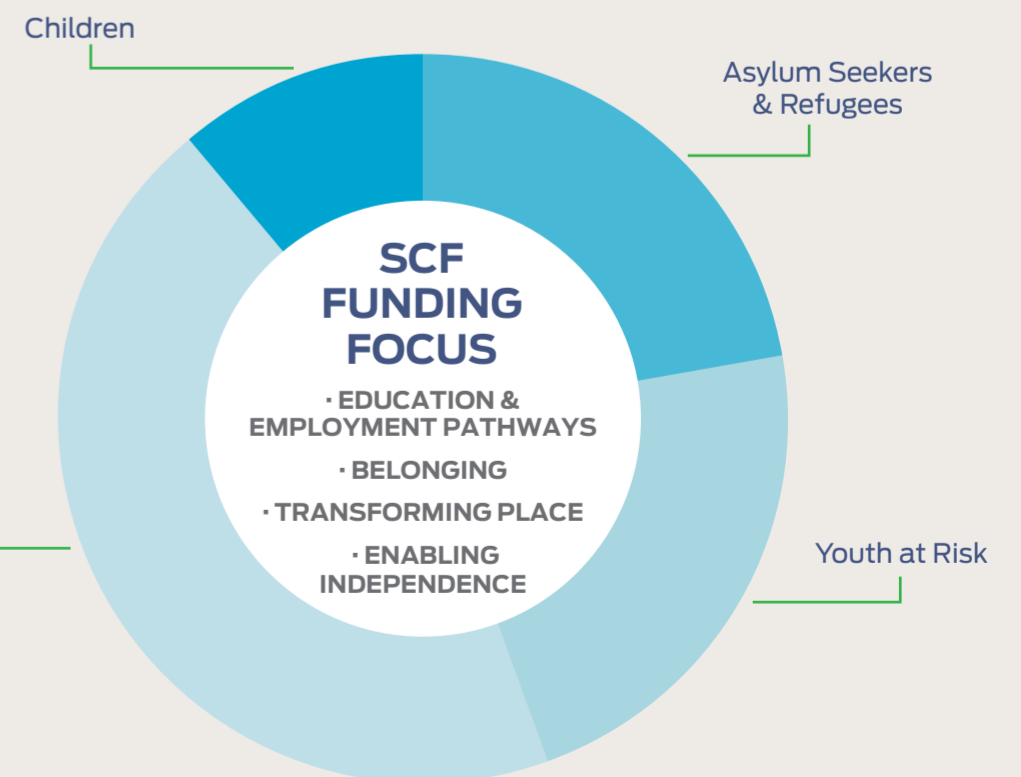 Children
Asylum Seekers
& Refugees
SCF
FUNDING
FOCUS
· EDUCATION &
EMPLOYMENT PATHWAYS
· BELONGING
· TRANSFORMING PLACE
· ENABLING
INDEPENDENCE
Youth at Risk